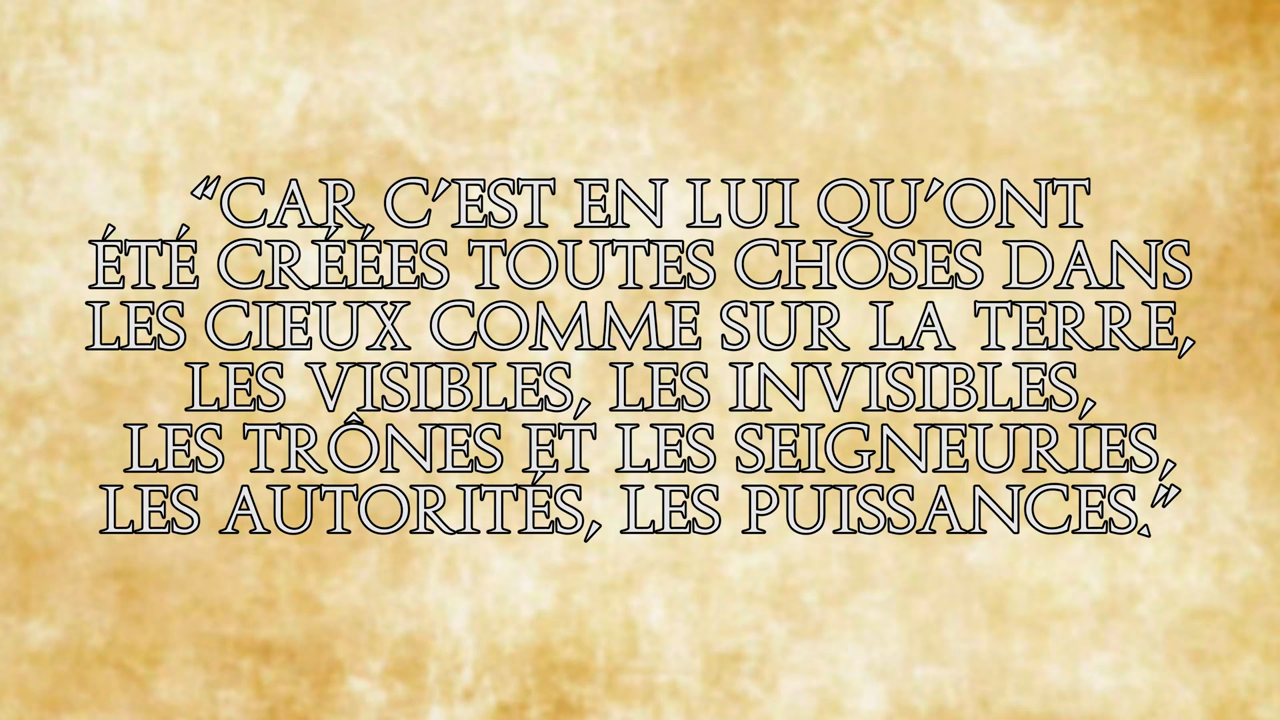 “CAR C’EST EN LUI QU’ONT
ÉTÉ CRÉÉES TOUTES CHOSES DANS
LES CIEUX COMME SUR LA TERRE,
LES VISIBLES, LES INVISIBLES,
LES TRÔNES ET LES SEIGNEURIES,
LES AUTORITÉS, LES PUISSANCES.”